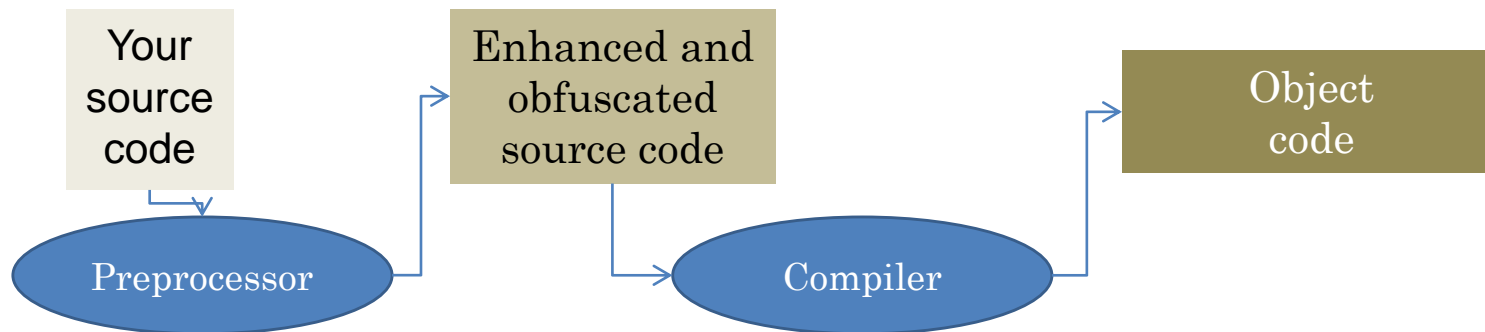 Your
source
code
Preprocessor
Enhanced and
obfuscated
source code
Compiler
Object
code